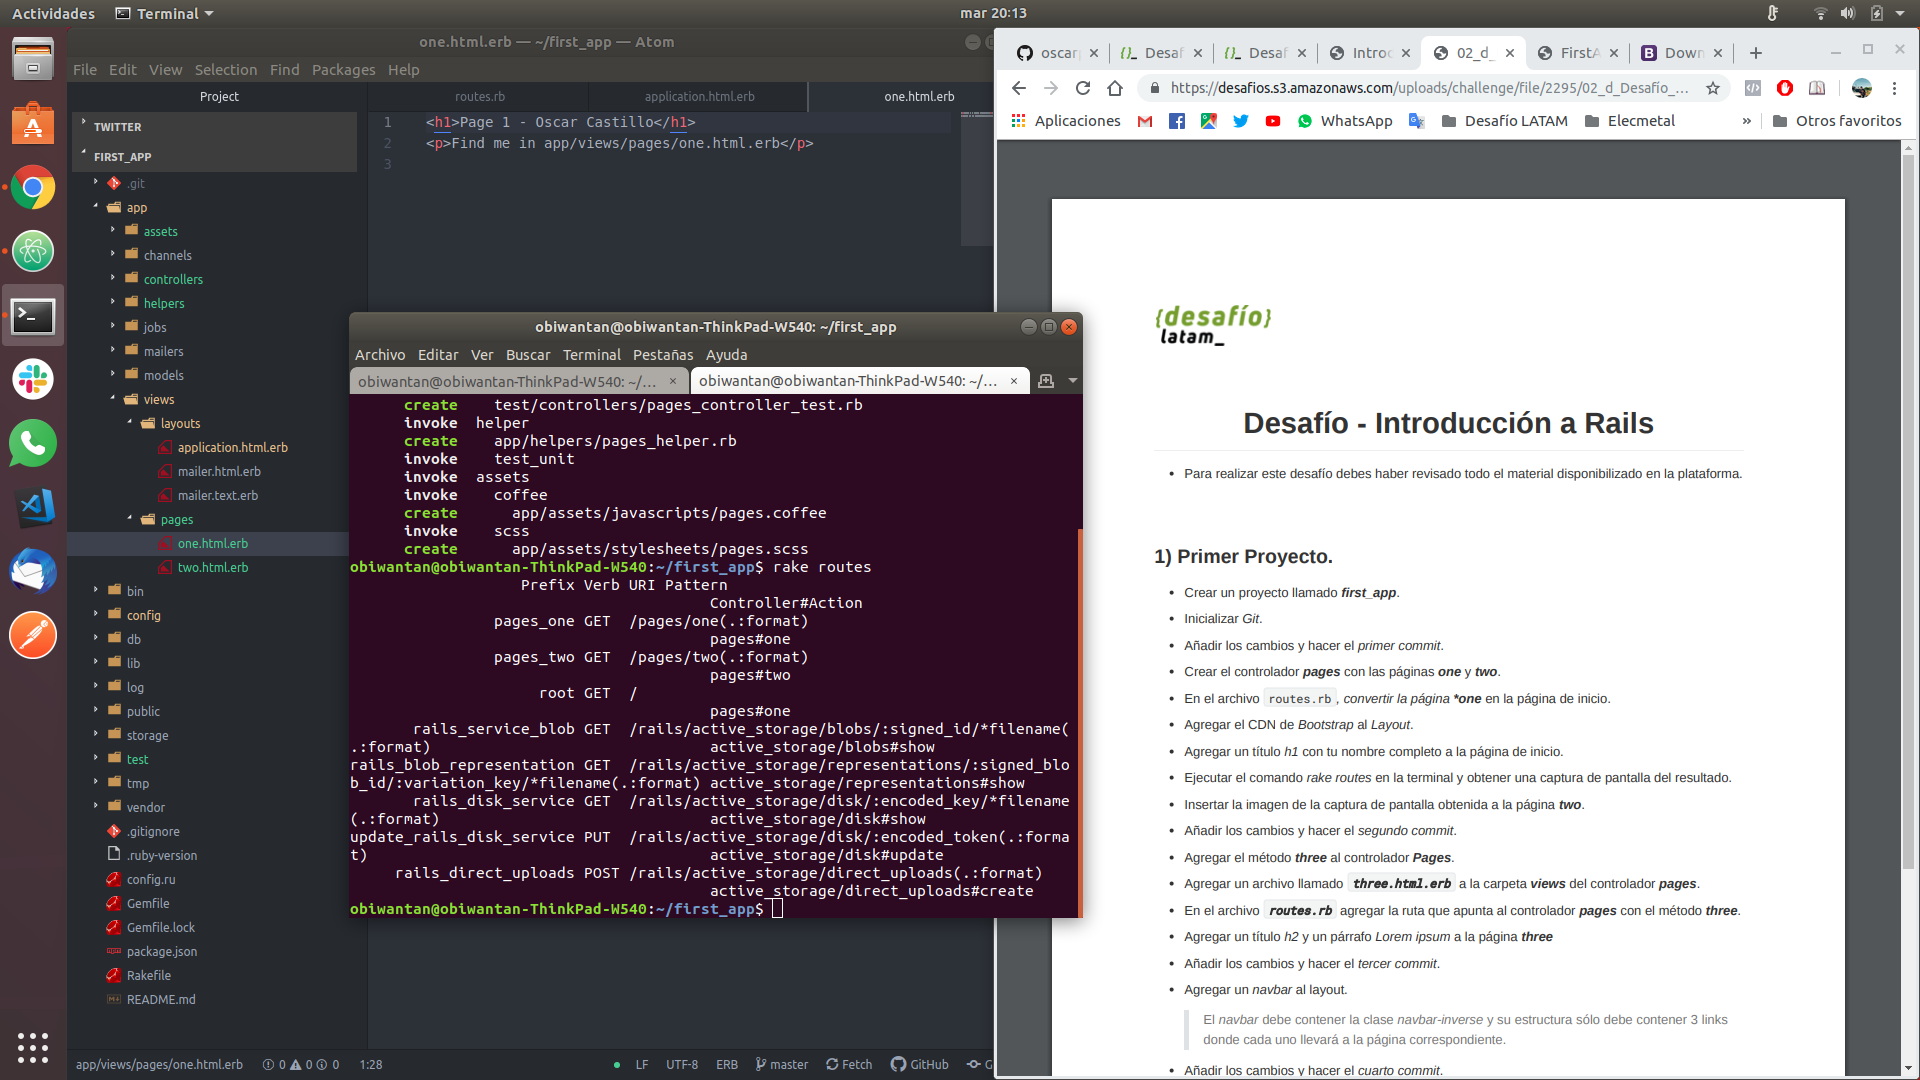 Actividades
Terminal
mar 20:13
one.html.erb — ~/first_app — Atom
File Edit View Selection Find Packages Help
Project
routes.rb
application.html.erb
one.html.erb
TWITTER
FIRST_APP
.git
app
assets
channels
controllers
helpers
jobs
mailers
models
views
layouts
application.html.erb
mailer.html.erb
mailer.text.erb
pages
one.html.erb
two.html.erb
bin
config
db
lib
log
public
storage
test
tmp
vendor
.gitignore
.ruby-version
config.ru
Gemfile
Gemfile.lock
package.json
Rakefile
README.md
1 <h1>Page 1 - Oscar Castillo</h1>
2 <p>Find me in app/views/pages/one.html.erb</p>
3
app/views/pages/one.html.erb 0 0 0 1:28
LF UTF-8 ERB master Fetch GitHub G
obiwantan@obiwantan-ThinkPad-W540: ~/first_app
Archivo Editar Ver Buscar Terminal Pestañas Ayuda
obiwantan@obiwantan-ThinkPad-W540: ~/... ×
obiwantan@obiwantan-ThinkPad-W540: ~/... ×
create test/controllers/pages_controller_test.rb
invoke helper
create app/helpers/pages_helper.rb
invoke test_unit
invoke assets
invoke coffee
create app/assets/javascripts/pages.coffee
invoke scss
create app/assets/stylesheets/pages.scss
obiwantan@obiwantan-ThinkPad-W540:~/first_app$ rake routes
Prefix Verb URI Pattern
Controller#Action
pages_one GET /pages/one(.:format)
pages#one
pages_two GET /pages/two(.:format)
pages#two
root GET /
pages#one
rails_service_blob GET /rails/active_storage/blobs/:signed_id/*filename(
.:format) active_storage/blobs#show
rails_blob_representation GET /rails/active_storage/representations/:signed_blo
b_id/:variation_key/*filename(.:format) active_storage/representations#show
rails_disk_service GET /rails/active_storage/disk/:encoded_key/*filename
(.:format) active_storage/disk#show
update_rails_disk_service PUT /rails/active_storage/disk/:encoded_token(.:forma
t) active_storage/disk#update
rails_direct_uploads POST /rails/active_storage/direct_uploads(.:format)
active_storage/direct_uploads#create
obiwantan@obiwantan-ThinkPad-W540:~/first_app$
oscar
Desaf
Desaf
Introc
02_d_
FirstA
Down
https://desafios.s3.amazonaws.com/uploads/challenge/file/2295/02_d_Desafío_...
Aplicaciones
WhatsApp
Desafío LATAM
Elecmetal
»
Otros favoritos
{desafío}
latam_
Desafío - Introducción a Rails
• Para realizar este desafío debes haber revisado todo el material disponibilizado en la plataforma.
1) Primer Proyecto.
• Crear un proyecto llamado first_app.
• Inicializar Git.
• Añadir los cambios y hacer el primer commit.
• Crear el controlador pages con las páginas one y two.
• En el archivo routes.rb, convertir la página *one en la página de inicio.
• Agregar el CDN de Bootstrap al Layout.
• Agregar un título h1 con tu nombre completo a la página de inicio.
• Ejecutar el comando rake routes en la terminal y obtener una captura de pantalla del resultado.
• Insertar la imagen de la captura de pantalla obtenida a la página two.
• Añadir los cambios y hacer el segundo commit.
• Agregar el método three al controlador Pages.
• Agregar un archivo llamado three.html.erb a la carpeta views del controlador pages.
• En el archivo routes.rb agregar la ruta que apunta al controlador pages con el método three.
• Agregar un título h2 y un párrafo Lorem ipsum a la página three
• Añadir los cambios y hacer el tercer commit.
• Agregar un navbar al layout.
El navbar debe contener la clase navbar-inverse y su estructura sólo debe contener 3 links
donde cada uno llevará a la página correspondiente.
• Añadir los cambios y hacer el cuarto commit.